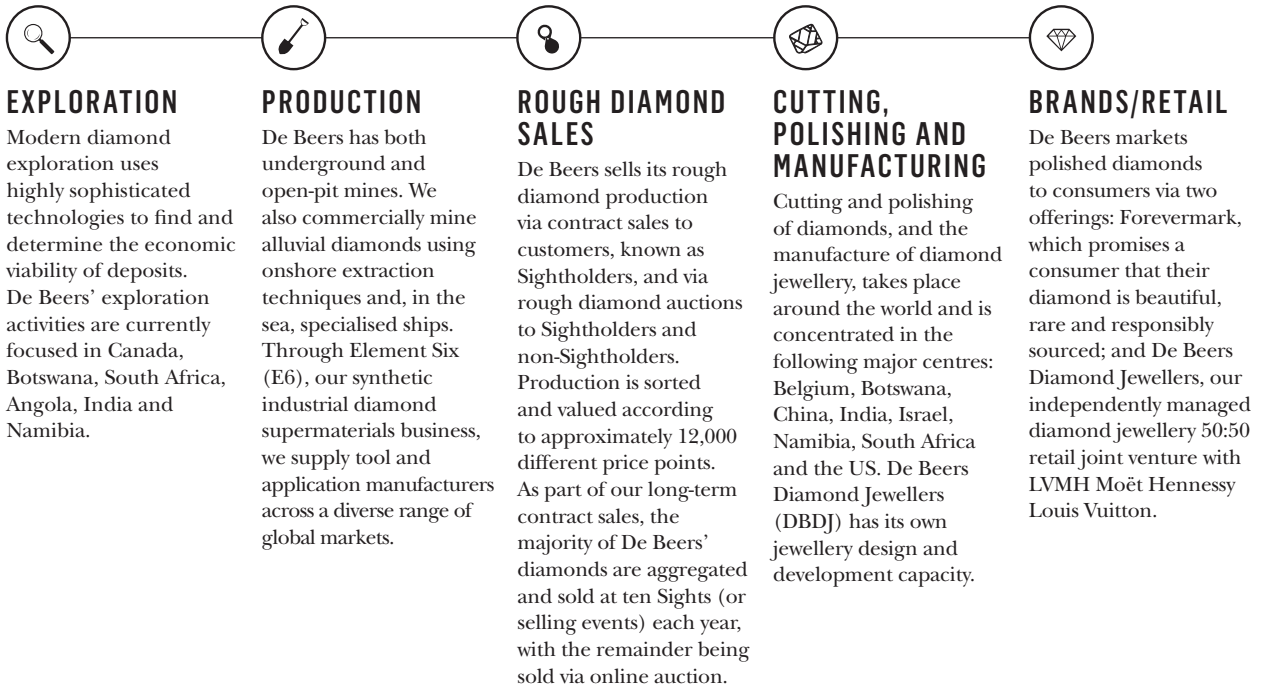 EXPLORATION
Modern diamond
exploration uses
highly sophisticated
technologies to find and
determine the economic
viability of deposits.
De Beers’ exploration
activities are currently
focused in Canada,
Botswana, South Africa,
Angola, India and
Namibia.
PRODUCTION
De Beers has both
underground and
open-pit mines. We
also commercially mine
alluvial diamonds using
onshore extraction
techniques and, in the
sea, specialised ships.
Through Element Six
(E6), our synthetic
industrial diamond
supermaterials business,
we supply tool and
application manufacturers
across a diverse range of
global markets.
ROUGH DIAMOND
SALES
De Beers sells its rough
diamond production
via contract sales to
customers, known as
Sightholders, and via
rough diamond auctions
to Sightholders and
non-Sightholders.
Production is sorted
and valued according
to approximately 12,000
different price points.
As part of our long-term
contract sales, the
majority of De Beers’
diamonds are aggregated
and sold at ten Sights (or
selling events) each year,
with the remainder being
sold via online auction.
CUTTING,
POLISHING AND
MANUFACTURING
Cutting and polishing
of diamonds, and the
manufacture of diamond
jewellery, takes place
around the world and is
concentrated in the
following major centres:
Belgium, Botswana,
China, India, Israel,
Namibia, South Africa
and the US. De Beers
Diamond Jewellers
(DBDJ) has its own
jewellery design and
development capacity.
BRANDS/RETAIL
De Beers markets
polished diamonds
to consumers via two
offerings: Forevermark,
which promises a
consumer that their
diamond is beautiful,
rare and responsibly
sourced; and De Beers
Diamond Jewellers, our
independently managed
diamond jewellery 50:50
retail joint venture with
LVMH Moët Hennessy
Louis Vuitton.